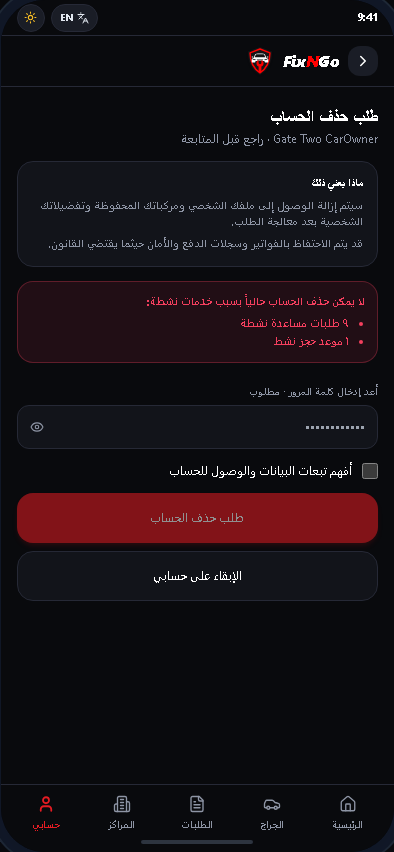 9:41
EN
FixNGo
طلب حذف الحساب
Gate Two CarOwner · راجع قبل المتابعة
ماذا يعني ذلك
سيتم إزالة الوصول إلى ملفك الشخصي ومركباتك المحفوظة وتفضيلاتك
الشخصية بعد معالجة الطلب.
قد يتم الاحتفاظ بالفواتير وسجلات الدفع والأمان حيثما يقتضي القانون.
لا يمكن حذف الحساب حالياً بسبب خدمات نشطة:
• ٩ طلبات مساعدة نشطة
• ١ موعد حجز نشط
أعد إدخال كلمة المرور · مطلوب
••••••••••••
أفهم تبعات البيانات والوصول للحساب
طلب حذف الحساب
الإبقاء على حسابي
الرئيسية
الجراج
الطلبات
المراكز
حسابي